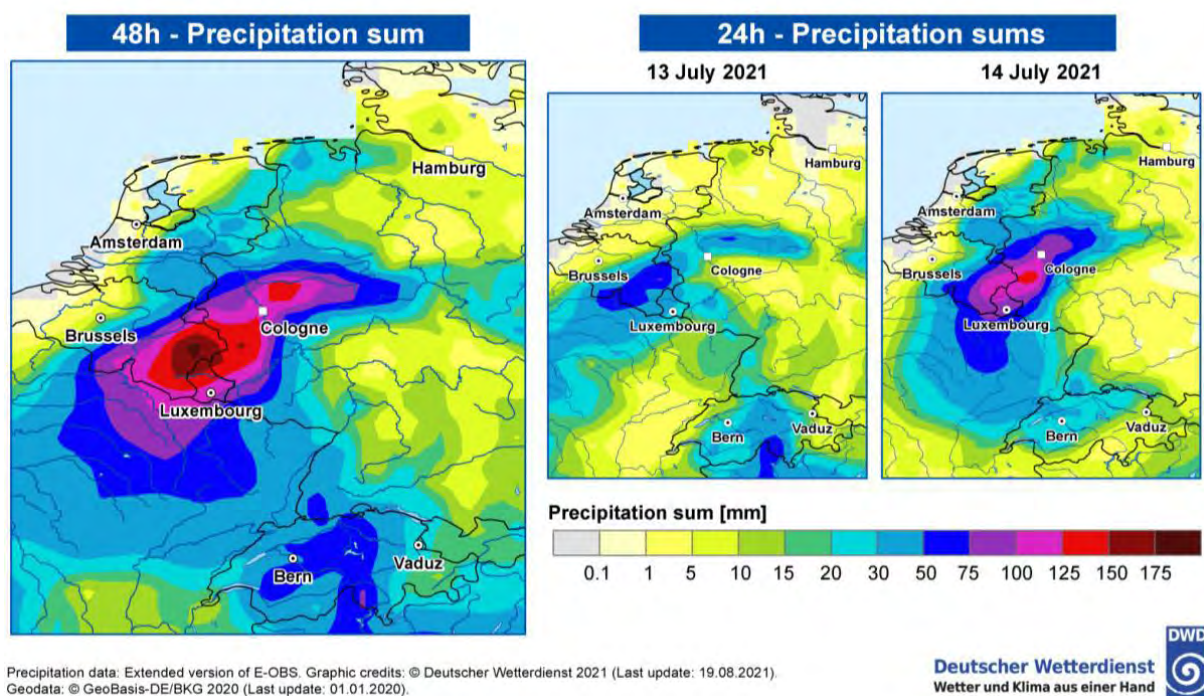 48h - Precipitation sum
Hamburg
Amsterdam
Brussels
Cologne
Luxembourg
Bern
Vaduz
24h - Precipitation sums
13 July 2021
Hamburg
Amsterdam
Brussels
Cologne
Luxembourg
Bern
Vaduz
14 July 2021
Hamburg
Amsterdam
Brussels
Cologne
Luxembourg
Bern
Vaduz
Precipitation sum [mm]
0.1 1 5 10 15 20 30 50 75 100 125 150 175
Precipitation data: Extended version of E-OBS. Graphic credits: © Deutscher Wetterdienst 2021 (Last update: 19.08.2021).
Geodata: © GeoBasis-DE/BKG 2020 (Last update: 01.01.2020).
Deutscher Wetterdienst
Wetter und Klima aus einer Hand
DWD